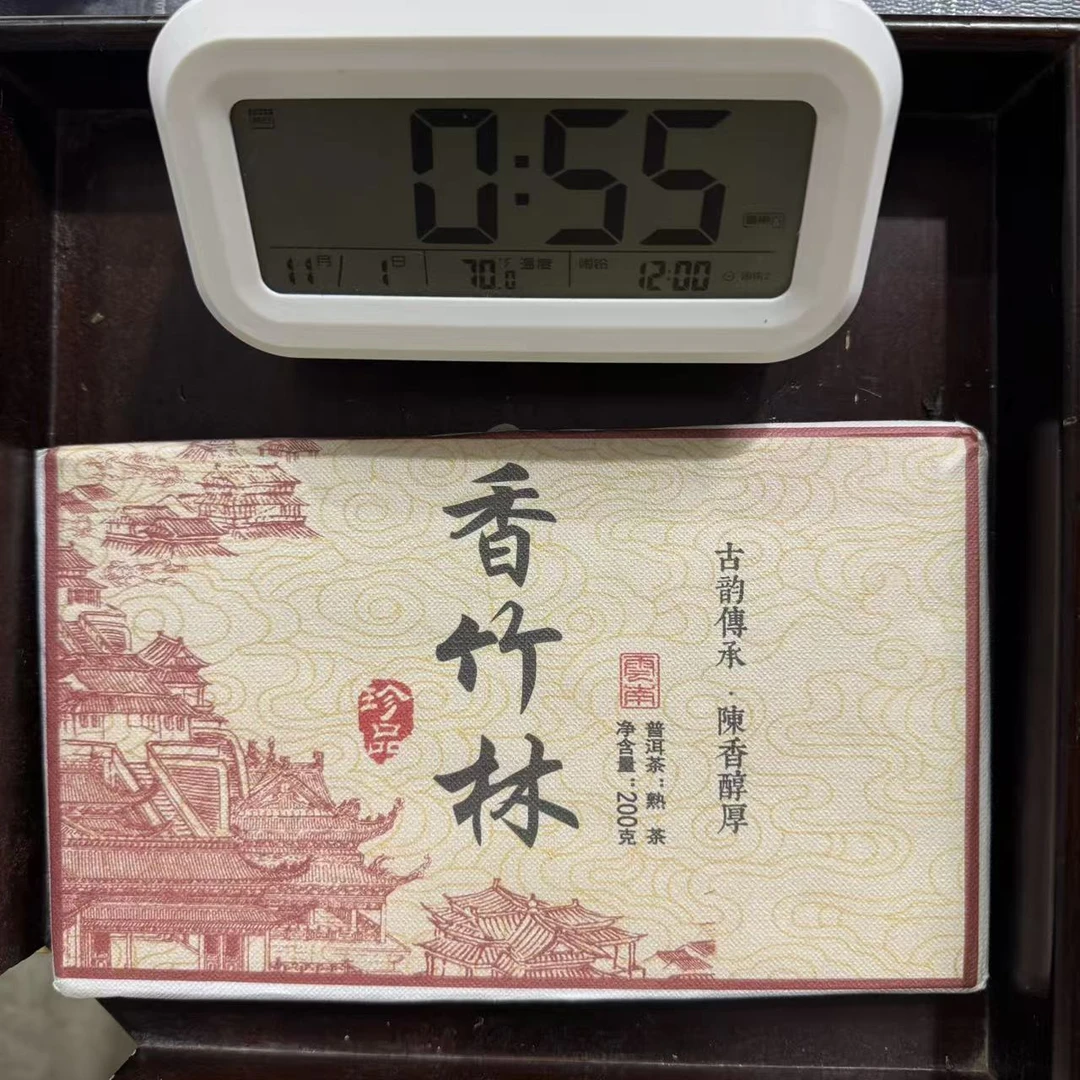 0:55
11月/ 1日
70.0°F 温度
闹铃 12:00
古韵傳承·陳香醇厚
普洱茶：熟 茶
净含量：200克
雲南
香竹林
珍品